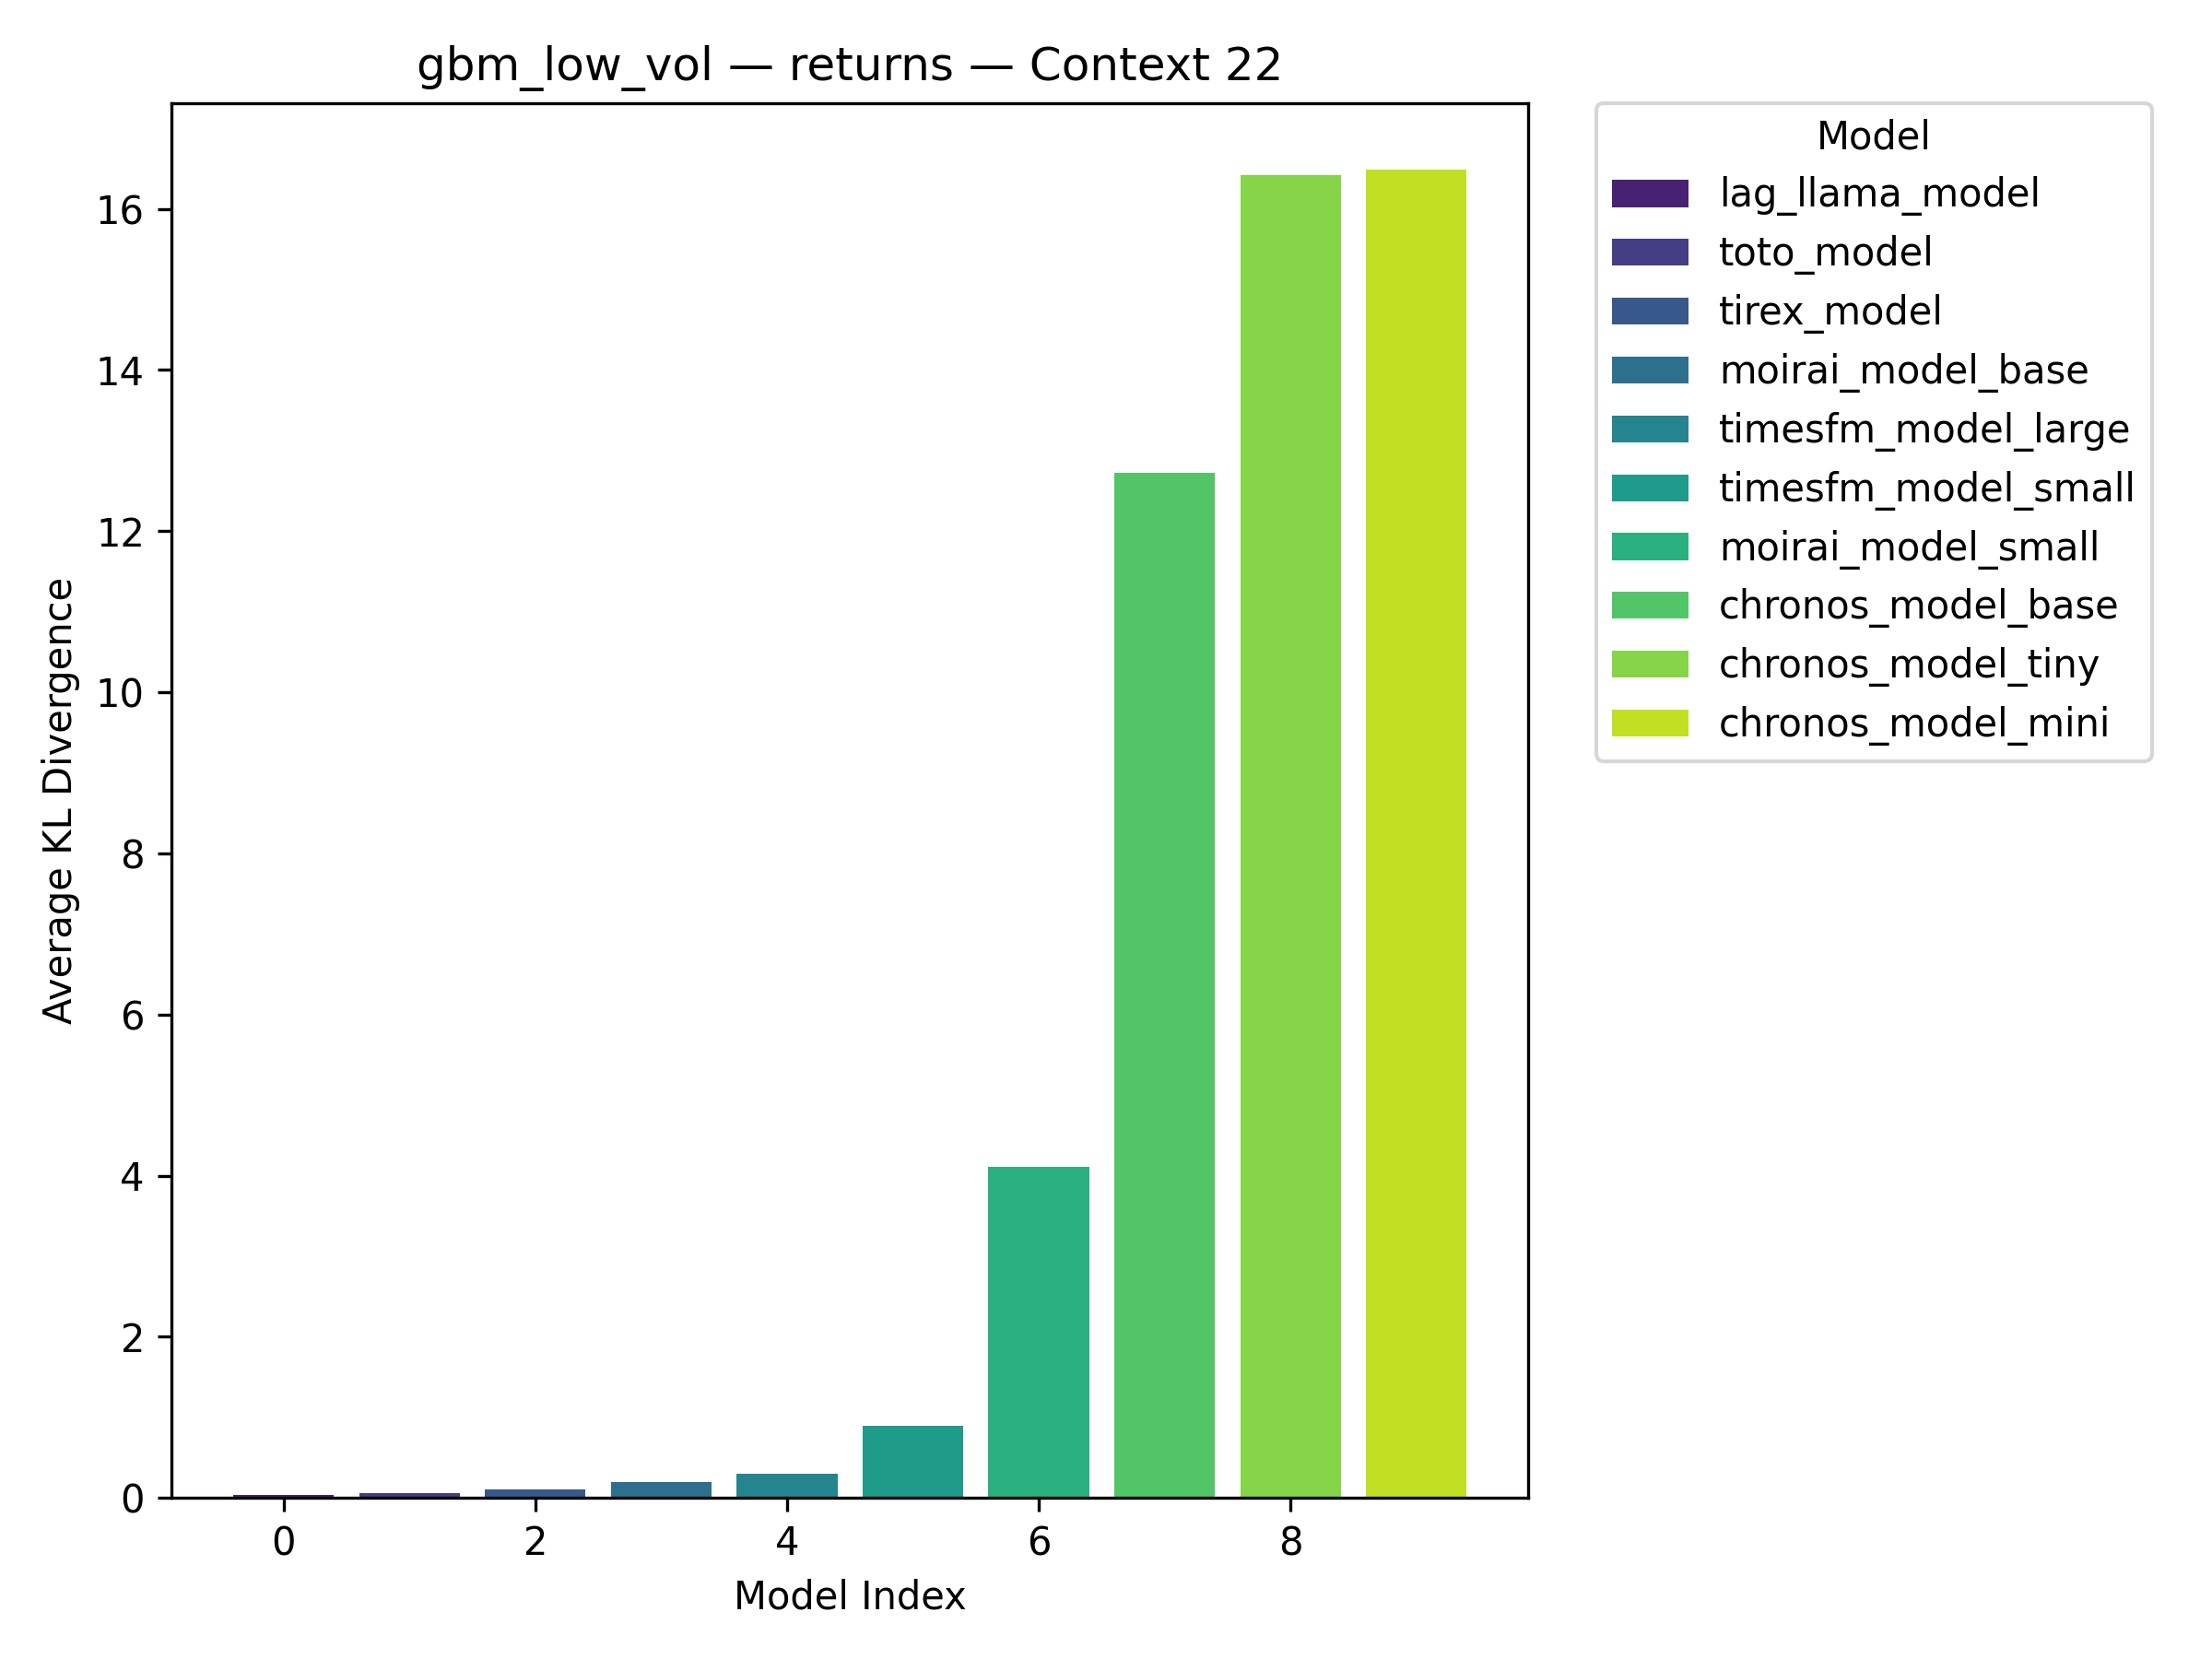 gbm_low_vol — returns — Context 22
Average KL Divergence
16
14
12
10
8
6
4
2
0
0 2 4 6 8
Model Index
Model
lag_llama_model
toto_model
tirex_model
moirai_model_base
timesfm_model_large
timesfm_model_small
moirai_model_small
chronos_model_base
chronos_model_tiny
chronos_model_mini